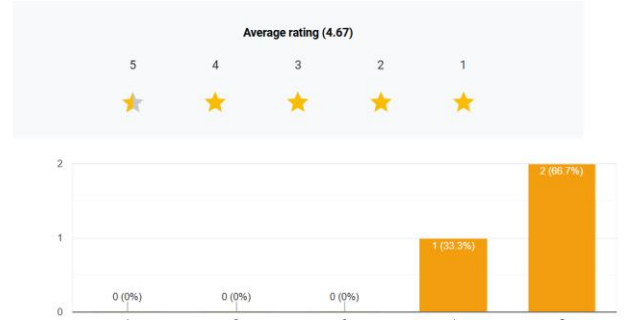 Average rating (4.67)
5 4 3 2 1
2
2 (66.7%)
1
1 (33.3%)
0 (0%) 0 (0%) 0 (0%)
0